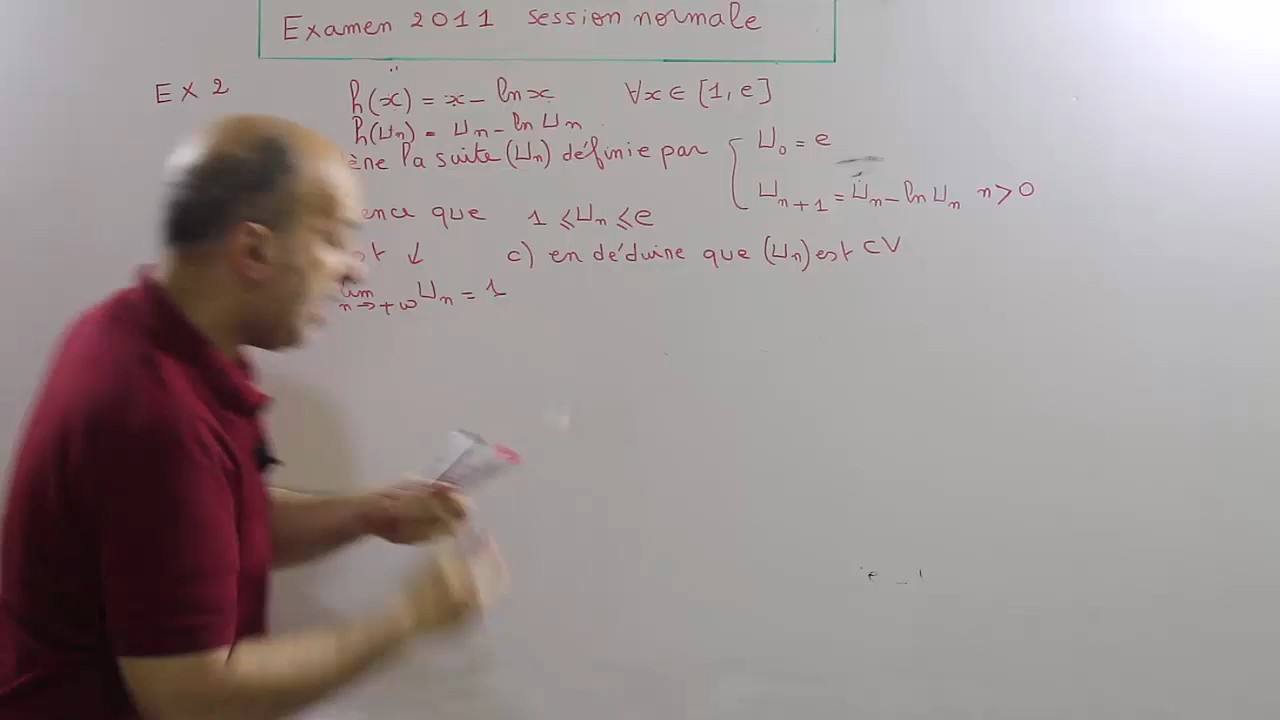 Examen 2011 session normale
EX 2 h(x) = x - ln x ∀x ∈ [1, e]
h(Un) = Un - ln Un
la suite (Un) définie par { U0 = e
Un+1 = Un - ln Un n > 0
que 1 ≤ Un ≤ e
↓ c) en déduire que (Un) est CV
lim n→+∞ Un = 1